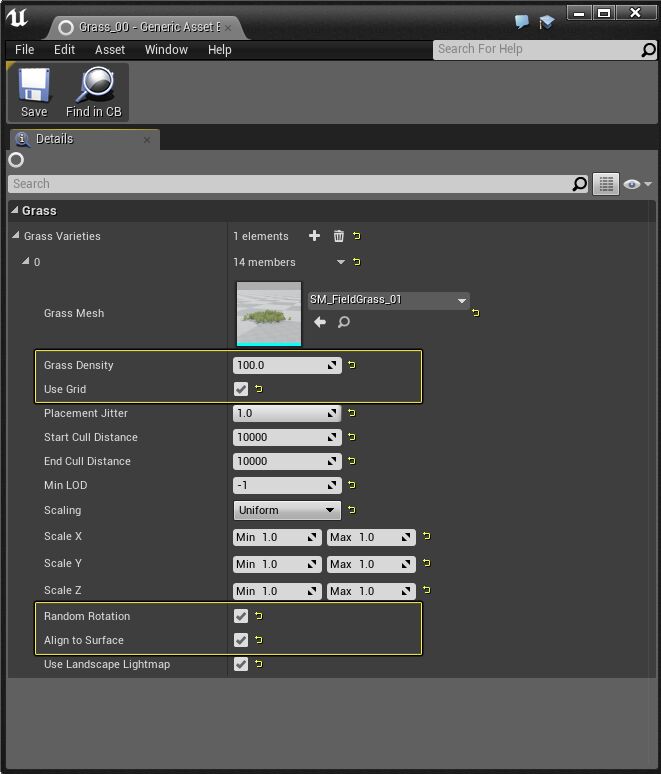 Grass_00 - Generic Asset E
File Edit Asset Window Help
Search For Help
Save Find in CB
Details
Search
Grass
Grass Varieties 1 elements
0 14 members
Grass Mesh SM_FieldGrass_01
Grass Density 100.0
Use Grid
Placement Jitter 1.0
Start Cull Distance 10000
End Cull Distance 10000
Min LOD -1
Scaling Uniform
Scale X Min 1.0 Max 1.0
Scale Y Min 1.0 Max 1.0
Scale Z Min 1.0 Max 1.0
Random Rotation
Align to Surface
Use Landscape Lightmap